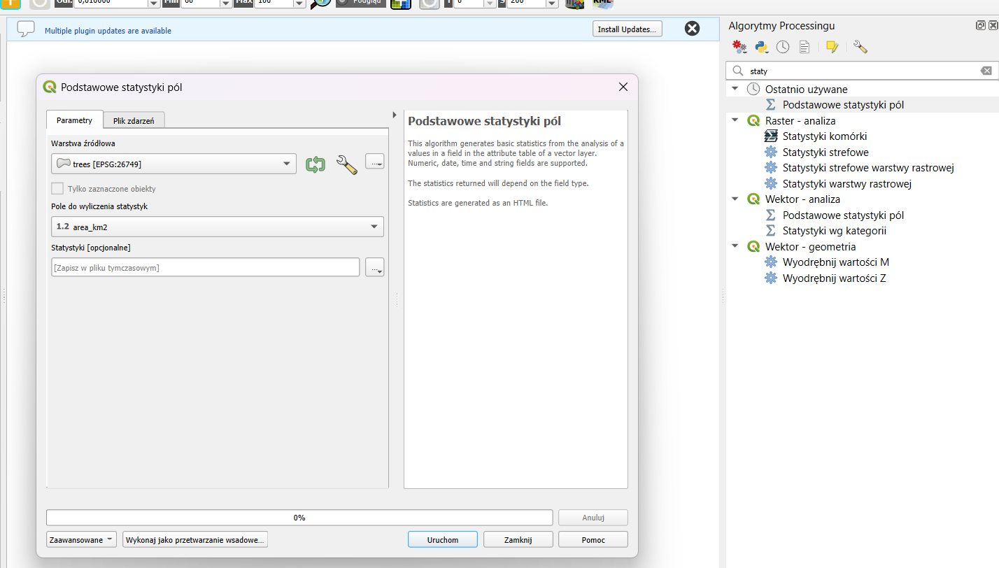 Od: 0,010000 Min 60 Max 100 Podgląd T 0 S 200 KML
Multiple plugin updates are available
Install Updates...
Podstawowe statystyki pól
Parametry
Plik zdarzeń
Warstwa źródłowa
trees [EPSG:26749]
...
Tylko zaznaczone obiekty
Pole do wyliczenia statystyk
1.2 area_km2
Statystyki [opcjonalne]
[Zapisz w pliku tymczasowym]
...
Podstawowe statystyki pól
This algorithm generates basic statistics from the analysis of a
values in a field in the attribute table of a vector layer.
Numeric, date, time and string fields are supported.
The statistics returned will depend on the field type.
Statistics are generated as an HTML file.
0%
Anuluj
Zaawansowane
Wykonaj jako przetwarzanie wsadowe...
Uruchom
Zamknij
Pomoc
Algorytmy Processingu
staty
Ostatnio używane
Podstawowe statystyki pól
Raster - analiza
Statystyki komórki
Statystyki strefowe
Statystyki strefowe warstwy rastrowej
Statystyki warstwy rastrowej
Wektor - analiza
Podstawowe statystyki pól
Statystyki wg kategorii
Wektor - geometria
Wyodrębnij wartości M
Wyodrębnij wartości Z